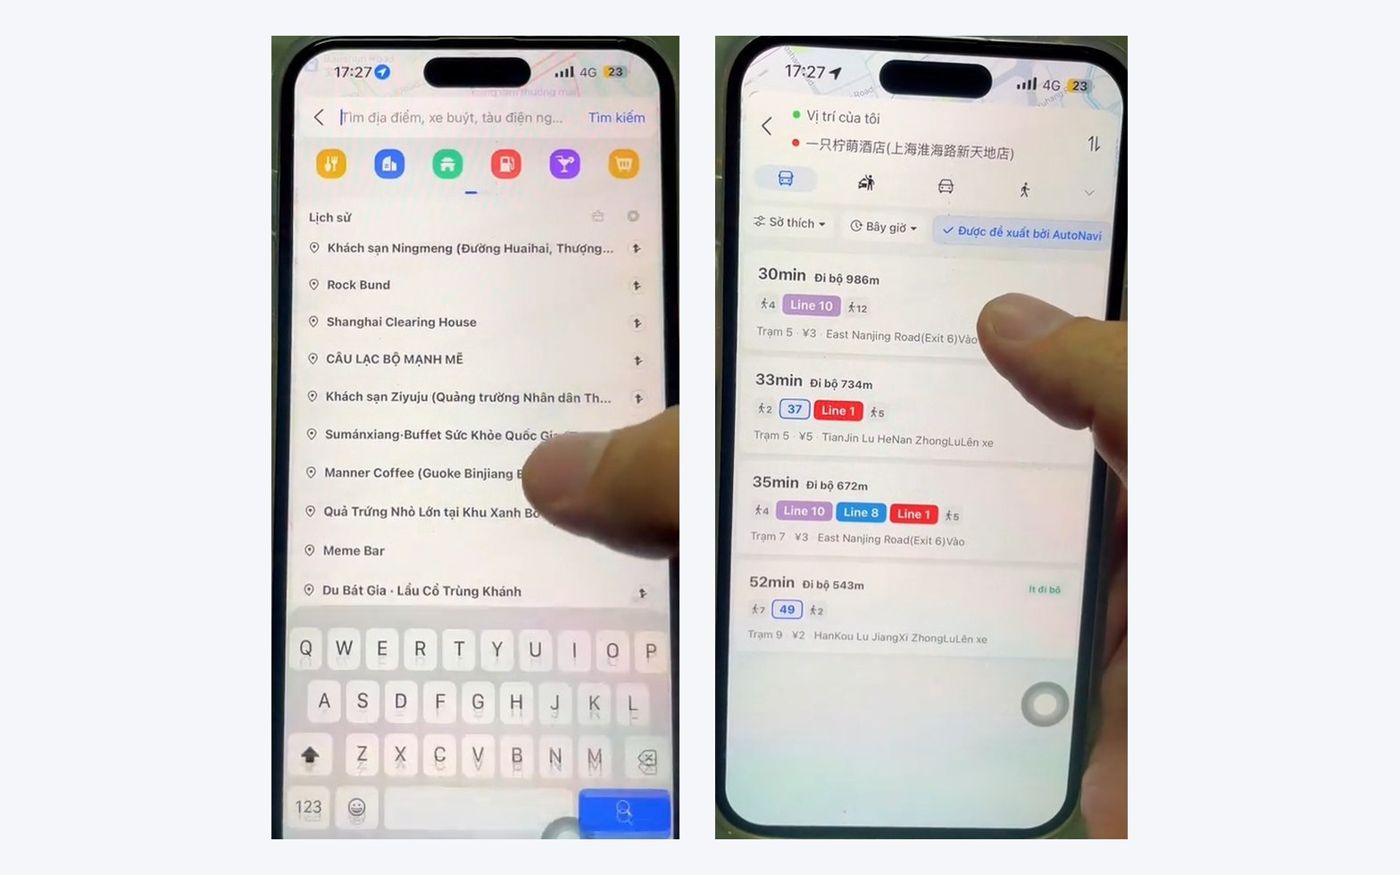 17:27
4G 23
Tìm địa điểm, xe buýt, tàu điện ng... Tìm kiếm
Lịch sử
Khách sạn Ningmeng (Đường Huaihai, Thượng...
Rock Bund
Shanghai Clearing House
CÂU LẠC BỘ MẠNH MẼ
Khách sạn Ziyuju (Quảng trường Nhân dân Th...
Sumánxiang·Buffet Sức Khỏe Quốc
Manner Coffee (Guoke Binjiang
Quả Trứng Nhỏ Lớn tại Khu Xanh
Meme Bar
Du Bát Gia · Lẩu Cổ Trùng Khánh
Q W E R T Y U I O P
A S D F G H J K L
Z X C V B N M
123
17:27
4G 23
Road
Vị trí của tôi
一只柠萌酒店(上海淮海路新天地店)
Sở thích Bây giờ Được đề xuất bởi AutoNavi
30min Đi bộ 986m
4 Line 10 12
Trạm 5 · ¥3 · East Nanjing Road(Exit 6)Vào
33min Đi bộ 734m
2 37 Line 1 5
Trạm 5 · ¥5 · TianJin Lu HeNan ZhongLuLên xe
35min Đi bộ 672m
4 Line 10 Line 8 Line 1 5
Trạm 7 · ¥3 · East Nanjing Road(Exit 6)Vào
52min Đi bộ 543m Ít đi bộ
7 49 2
Trạm 9 · ¥2 · HanKou Lu JiangXi ZhongLuLên xe